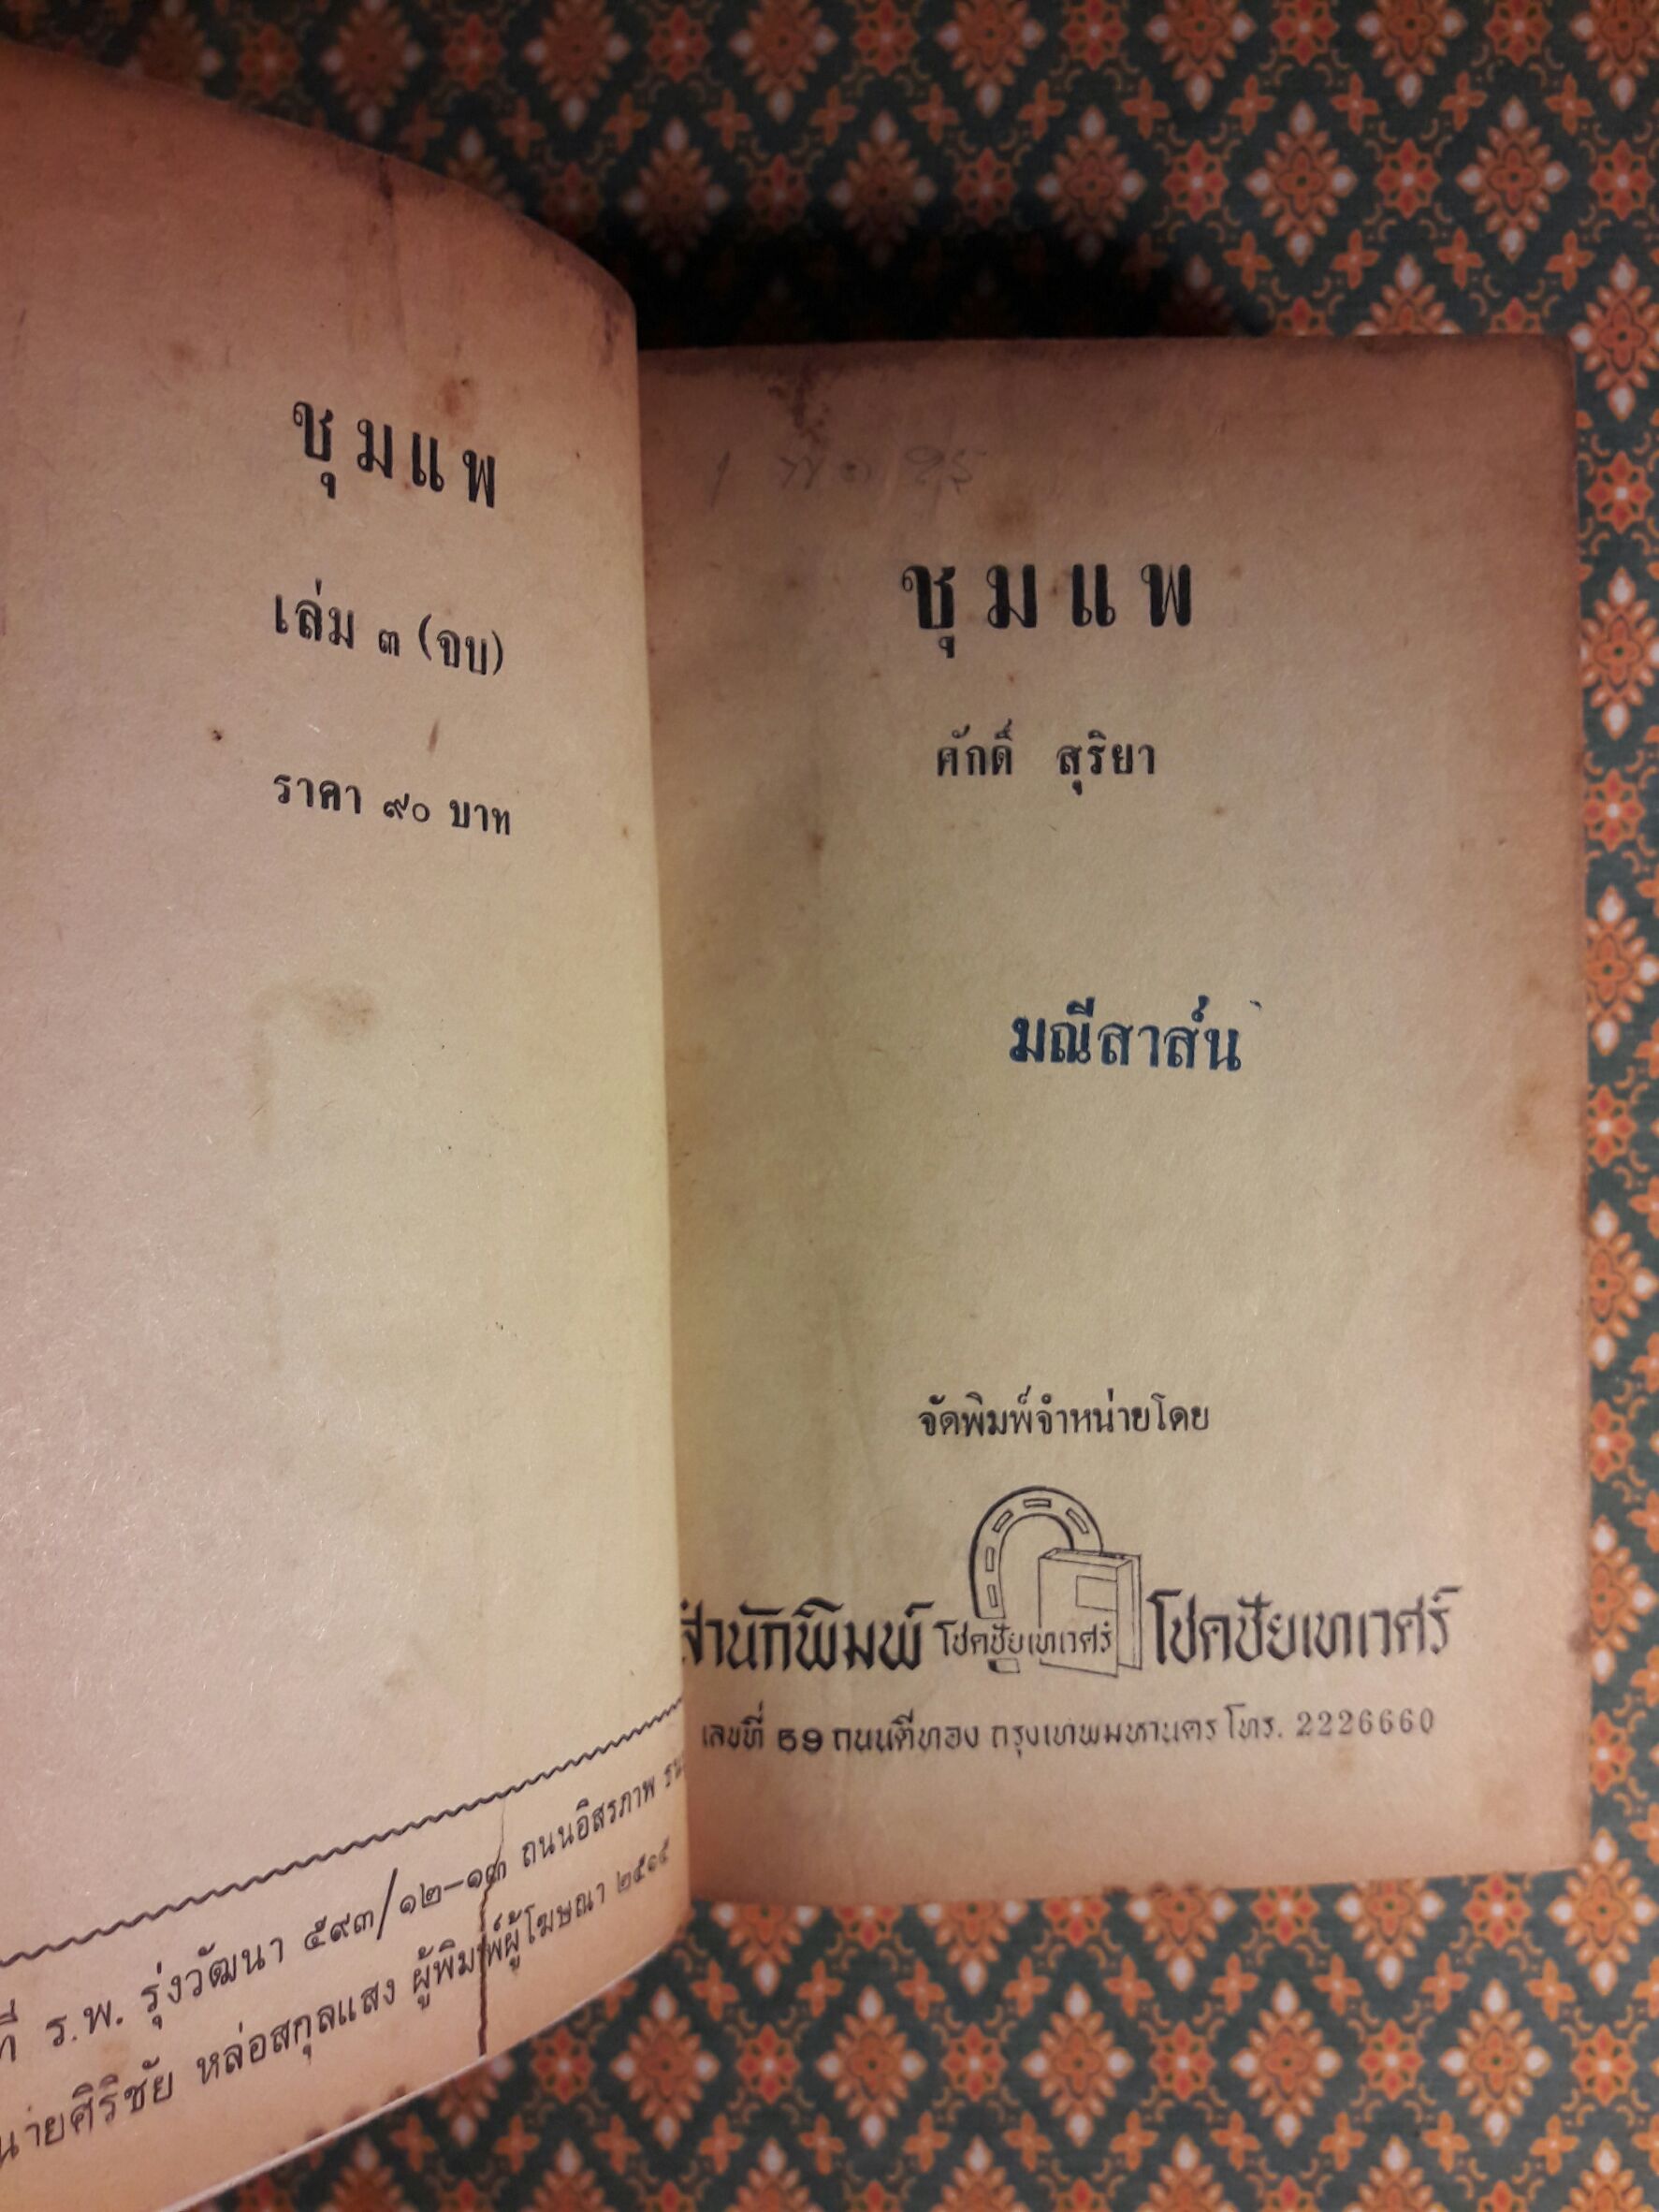 ชุมแพ
เล่ม ๓ (จบ)
ราคา ๙๐ บาท
ที่ ร.พ. รุ่งวัฒนา ๕๙๓/๑๒-๑๓ ถนนอิสรภาพ
นายศิริชัย หล่อสกุลแสง ผู้พิมพ์ผู้โฆษณา ๒๕๑๕
ชุมแพ
ศักดิ์ สุริยา
มณีสาส์น
จัดพิมพ์จำหน่ายโดย
สำนักพิมพ์ โชคชัยเทเวศร์ โชคชัยเทเวศร์
เลขที่ 59 ถนนตีทอง กรุงเทพมหานคร โทร. 2226660